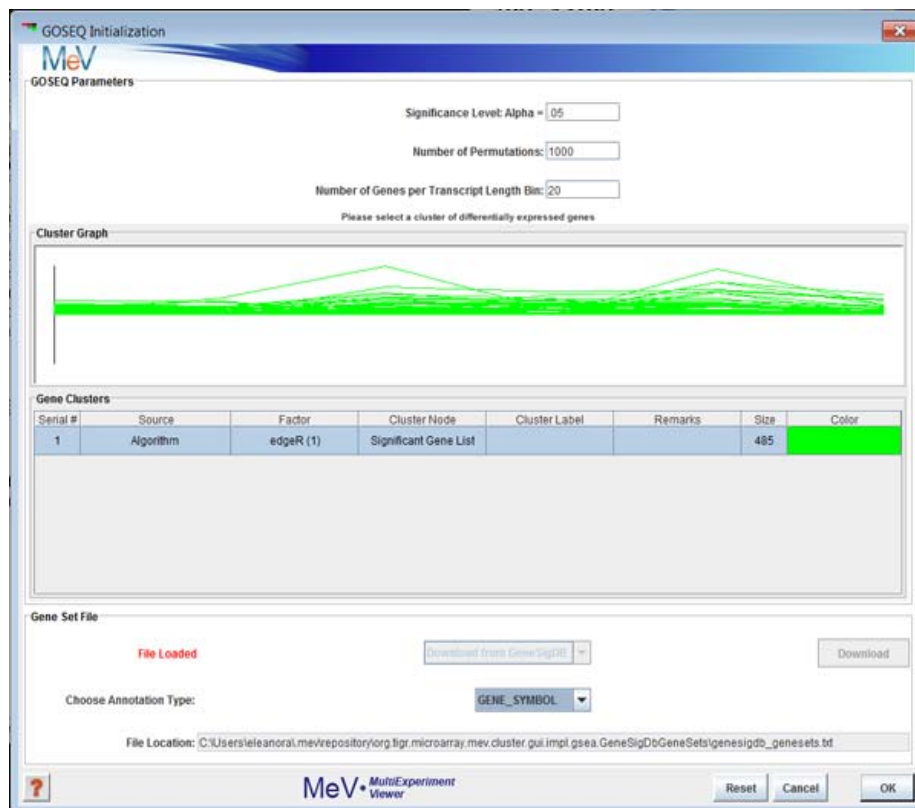 GOSEQ Initialization
MeV
GOSEQ Parameters
Significance Level: Alpha = .05
Number of Permutations: 1000
Number of Genes per Transcript Length Bin: 20
Please select a cluster of differentially expressed genes
Cluster Graph
Gene Clusters
Serial # Source Factor Cluster Node Cluster Label Remarks Size Color
1 Algorithm edgeR (1) Significant Gene List 485
Gene Set File
File Loaded Download from GeneSigDB Download
Choose Annotation Type: GENE_SYMBOL
File Location: C:\Users\eleanora\.mev\repository\org.tigr.microarray.mev.cluster.gui.impl.gsea.GeneSigDbGeneSets\genesigdb_genesets.txt
? MeV • MultiExperiment Viewer Reset Cancel OK